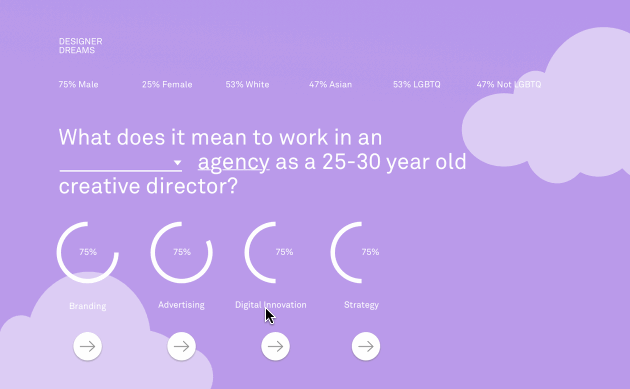 DESIGNER
DREAMS
75% Male 25% Female 53% White 47% Asian 53% LGBTQ 47% Not LGBTQ
What does it mean to work in an
agency as a 25-30 year old
creative director?
75% 75% 75% 75%
Branding Advertising Digital Innovation Strategy